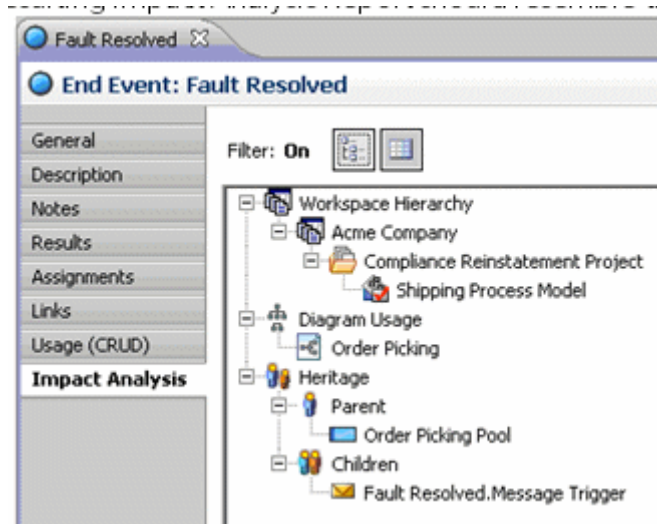 Fault Resolved
End Event: Fault Resolved
General
Description
Notes
Results
Assignments
Links
Usage (CRUD)
Impact Analysis
Filter: On
Workspace Hierarchy
Acme Company
Compliance Reinstatement Project
Shipping Process Model
Diagram Usage
Order Picking
Heritage
Parent
Order Picking Pool
Children
Fault Resolved.Message Trigger